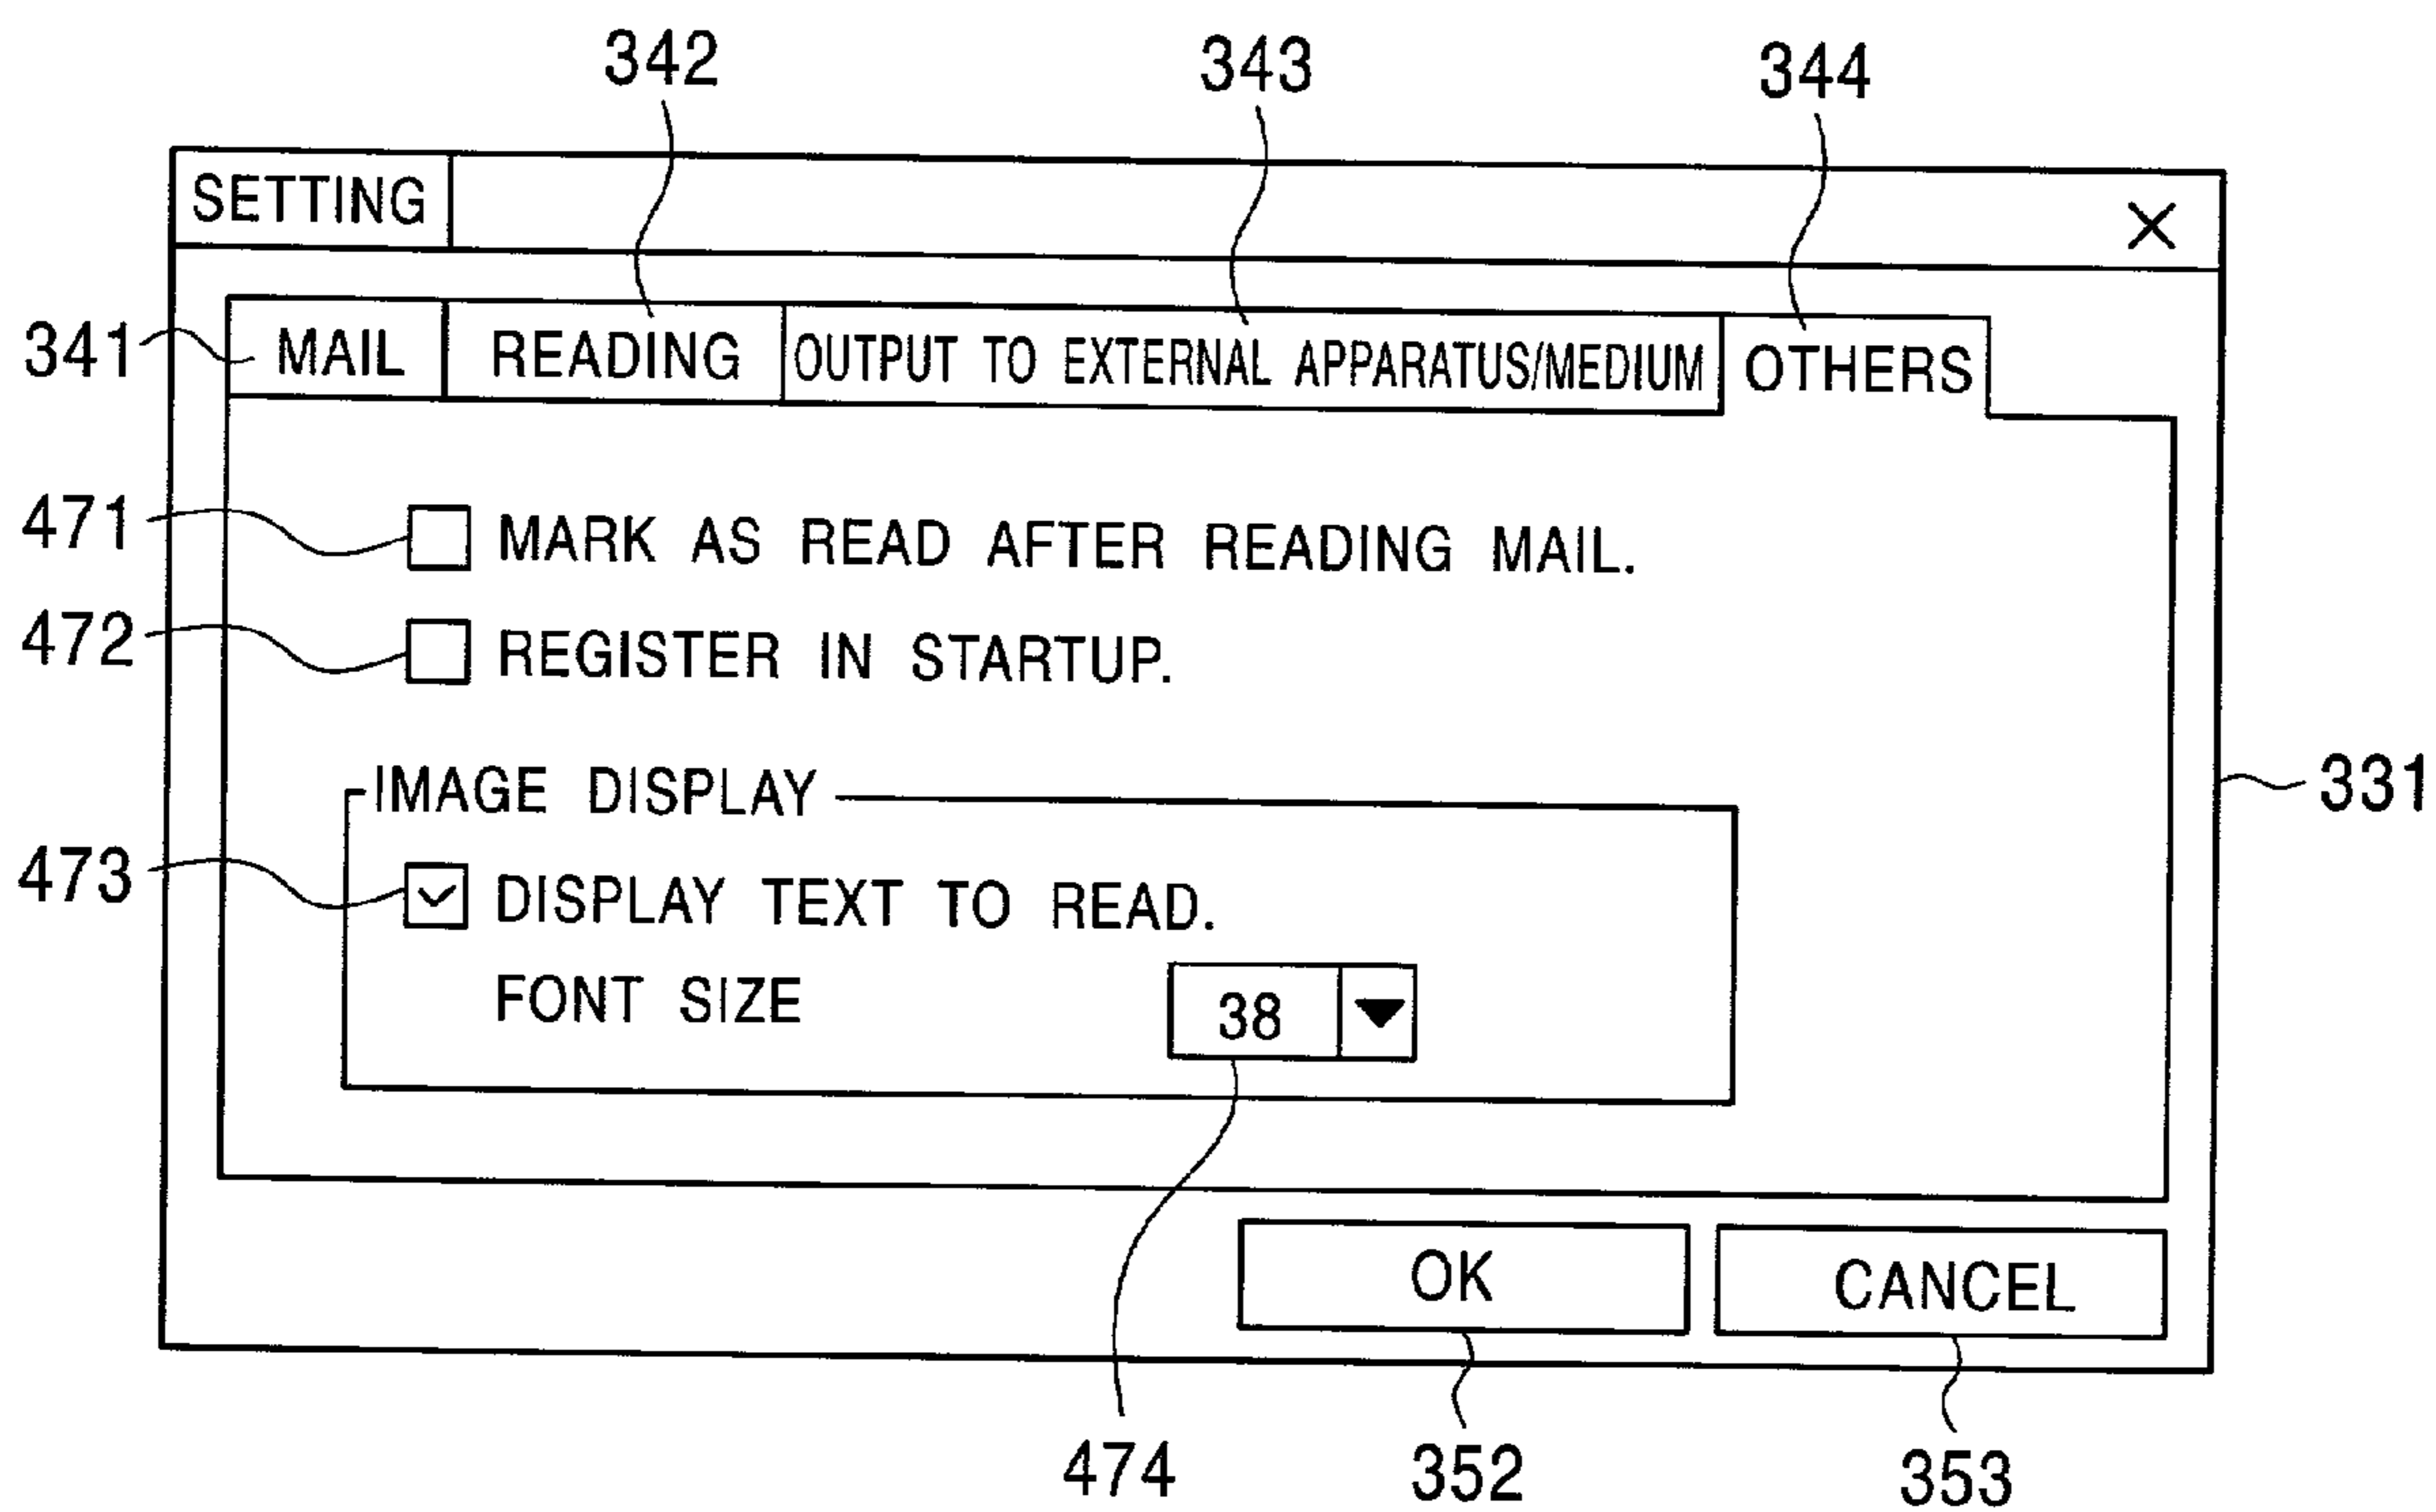 342 343 344
SETTING ×
341 MAIL READING OUTPUT TO EXTERNAL APPARATUS/MEDIUM OTHERS
471 MARK AS READ AFTER READING MAIL.
472 REGISTER IN STARTUP.
IMAGE DISPLAY 331
473 DISPLAY TEXT TO READ.
FONT SIZE 38
OK CANCEL
474 352 353